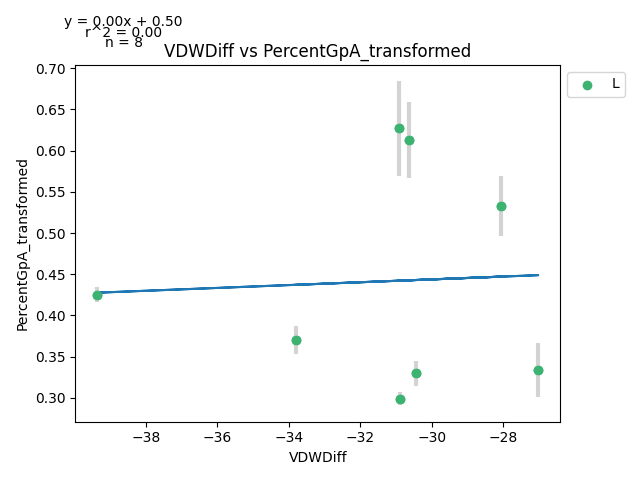 y = 0.00x + 0.50
r^2 = 0.00
n = 8
VDWDiff vs PercentGpA_transformed
L
PercentGpA_transformed
0.70
0.65
0.60
0.55
0.50
0.45
0.40
0.35
0.30
−38
−36
−34
−32
−30
−28
VDWDiff